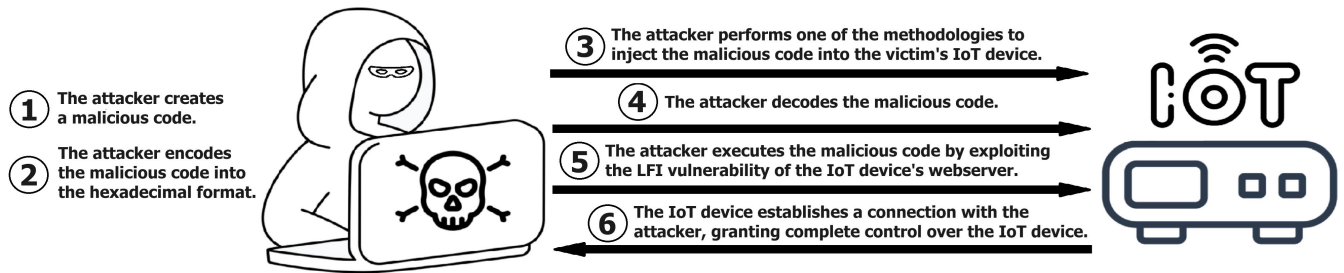 1 The attacker creates
a malicious code.
2 The attacker encodes
the malicious code into
the hexadecimal format.
3 The attacker performs one of the methodologies to
inject the malicious code into the victim's IoT device.
4 The attacker decodes the malicious code.
5 The attacker executes the malicious code by exploiting
the LFI vulnerability of the IoT device's webserver.
6 The IoT device establishes a connection with the
attacker, granting complete control over the IoT device.
IOT